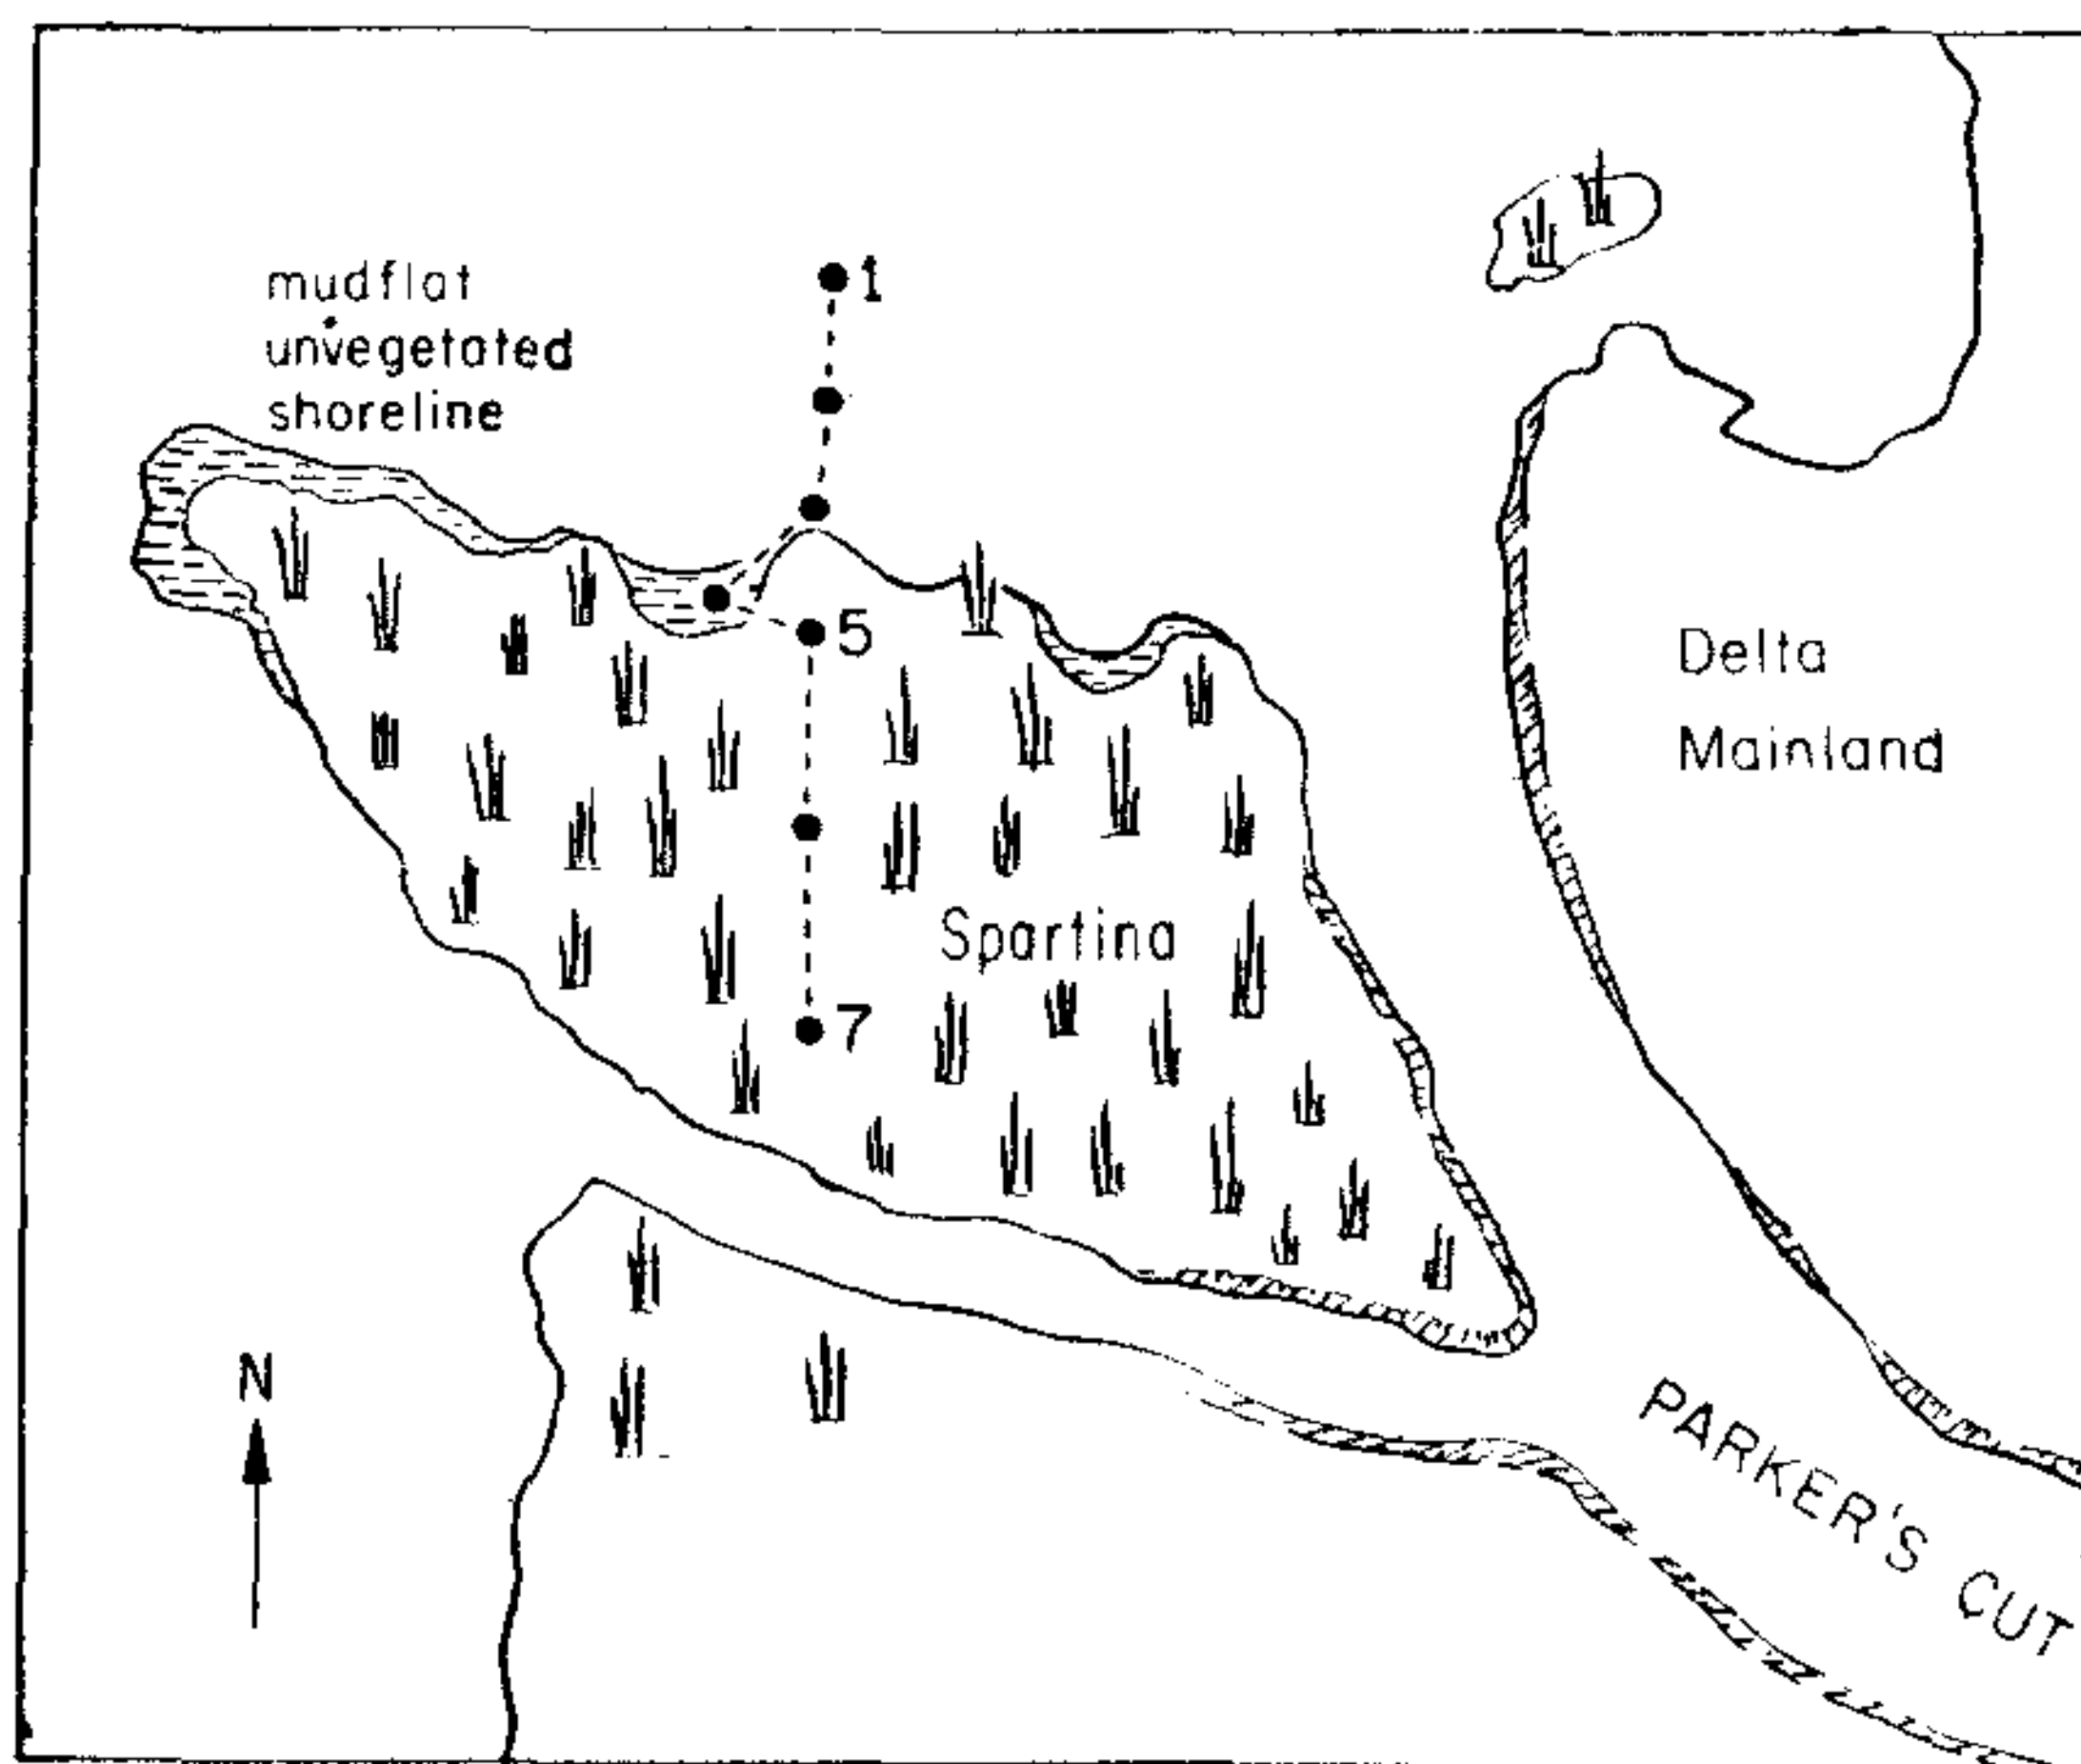 mudflat
unvegetated
shoreline
1
5
7
Spartina
Delta
Mainland
N
PARKER'S CUT